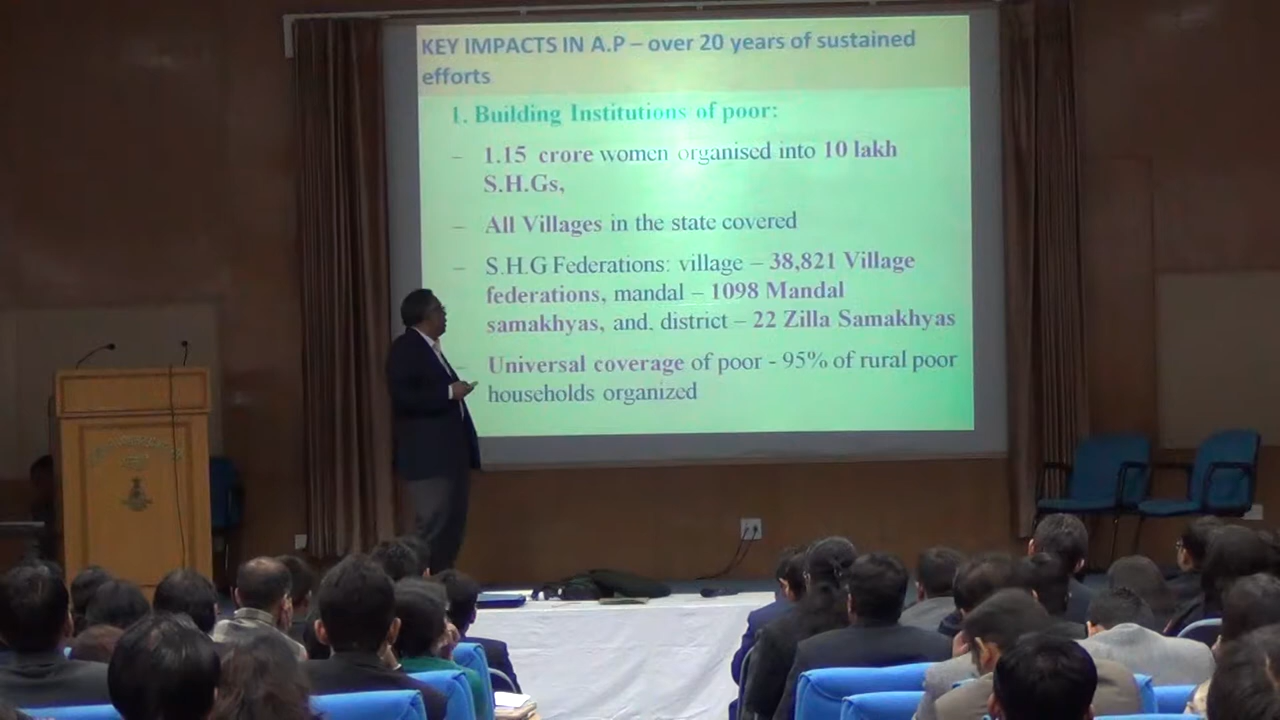 KEY IMPACTS IN A.P – over 20 years of sustained
efforts
1. Building Institutions of poor:
– 1.15 crore women organised into 10 lakh
S.H.Gs,
– All Villages in the state covered
– S.H.G Federations: village – 38,821 Village
federations, mandal – 1098 Mandal
samakhyas, and. district – 22 Zilla Samakhyas
– Universal coverage of poor - 95% of rural poor
households organized